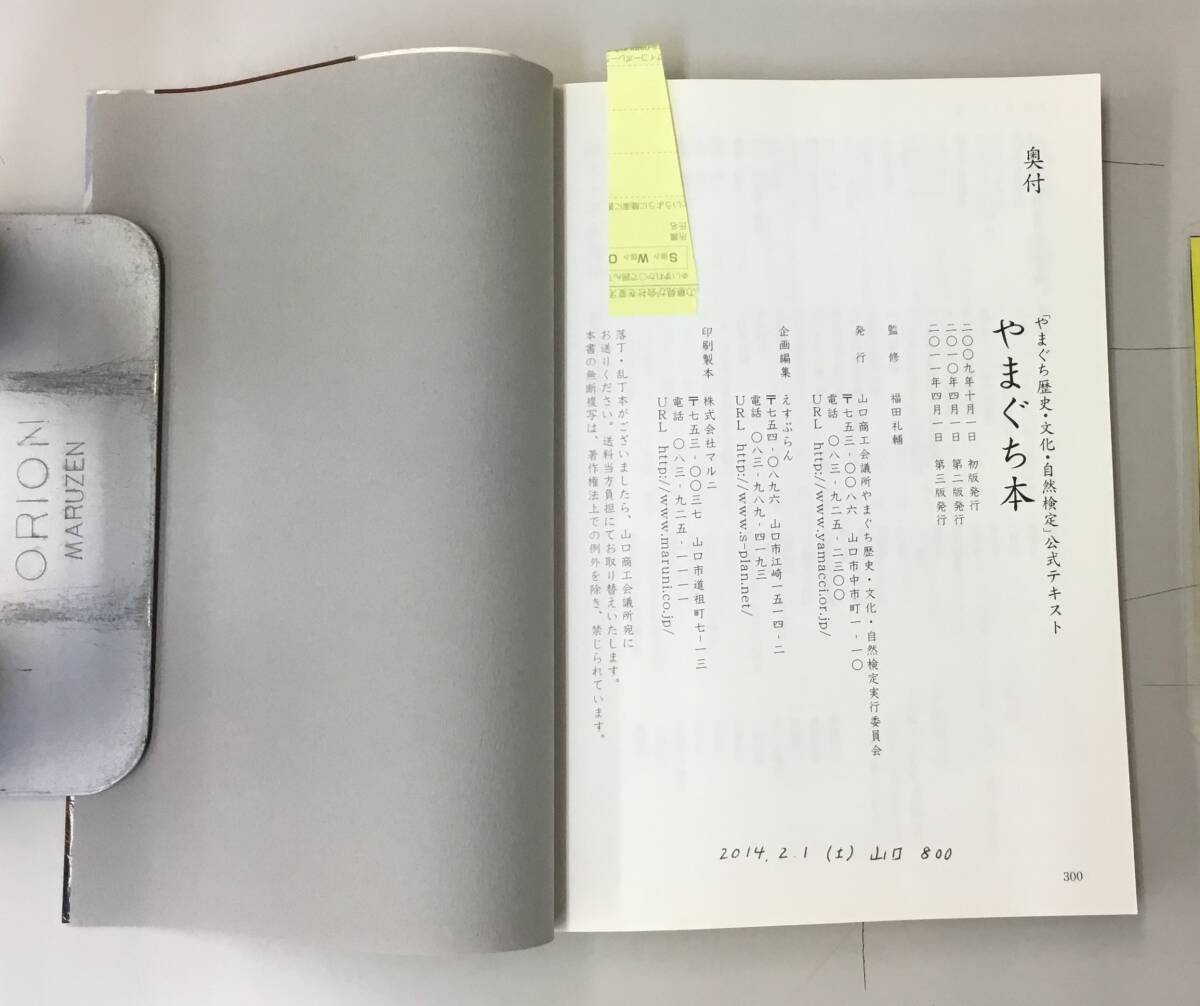 奥付
「やまぐち歴史・文化・自然検定」公式テキスト
やまぐち本
二〇〇九年十月一日　初版発行
二〇一〇年四月一日　第二版発行
二〇一一年四月一日　第三版発行
監修　福田礼輔
発行　山口商工会議所やまぐち歴史・文化・自然検定実行委員会
〒七五三-〇〇八六　山口市中市町一-一〇
電話　〇八三-九二五-二三〇〇
URL　http://www.yamacci.or.jp/
企画編集　えすぷらん
〒七五四-〇八九六　山口市江崎一五一四-二
電話　〇八三-九八九-四一九三
URL　http://www.s-plan.net/
印刷製本　株式会社マルニ
〒七五三-〇〇三七　山口市道祖町七-一三
電話　〇八三-九二五-一一一一
URL　http://www.maruni.co.jp/
落丁・乱丁本がございましたら、山口商工会議所宛に
お送りください。送料当方負担にてお取り替えいたします。
本書の無断複写は、著作権法上での例外を除き、禁じられています。
2014.2.1（土）山口 800
300
ORION
MARUZEN
氏名
所属
S 強み W